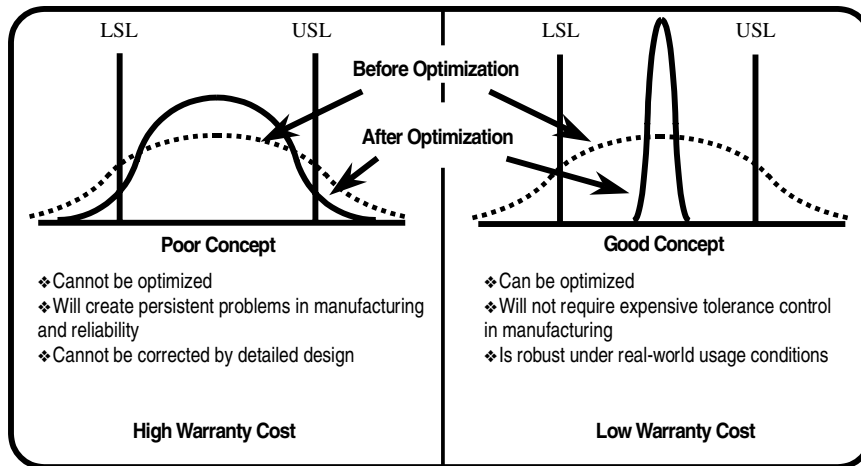 LSL USL
LSL USL
Before Optimization
After Optimization
Poor Concept
❖Cannot be optimized
❖Will create persistent problems in manufacturing
and reliability
❖Cannot be corrected by detailed design
High Warranty Cost
Good Concept
❖Can be optimized
❖Will not require expensive tolerance control
in manufacturing
❖Is robust under real-world usage conditions
Low Warranty Cost